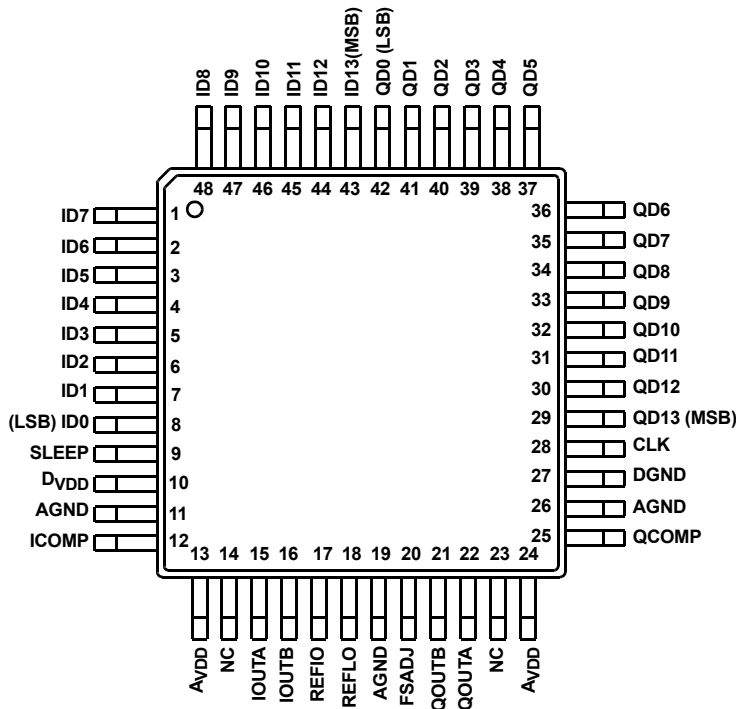 ID8
ID9
ID10
ID11
ID12
ID13(MSB)
QD0 (LSB)
QD1
QD2
QD3
QD4
QD5
48 47 46 45 44 43 42 41 40 39 38 37
ID7 1
ID6 2
ID5 3
ID4 4
ID3 5
ID2 6
ID1 7
(LSB) ID0 8
SLEEP 9
DVDD 10
AGND 11
ICOMP 12
36 QD6
35 QD7
34 QD8
33 QD9
32 QD10
31 QD11
30 QD12
29 QD13 (MSB)
28 CLK
27 DGND
26 AGND
25 QCOMP
13 14 15 16 17 18 19 20 21 22 23 24
AVDD
NC
IOUTA
IOUTB
REFIO
REFLO
AGND
FSADJ
QOUTB
QOUTA
NC
AVDD